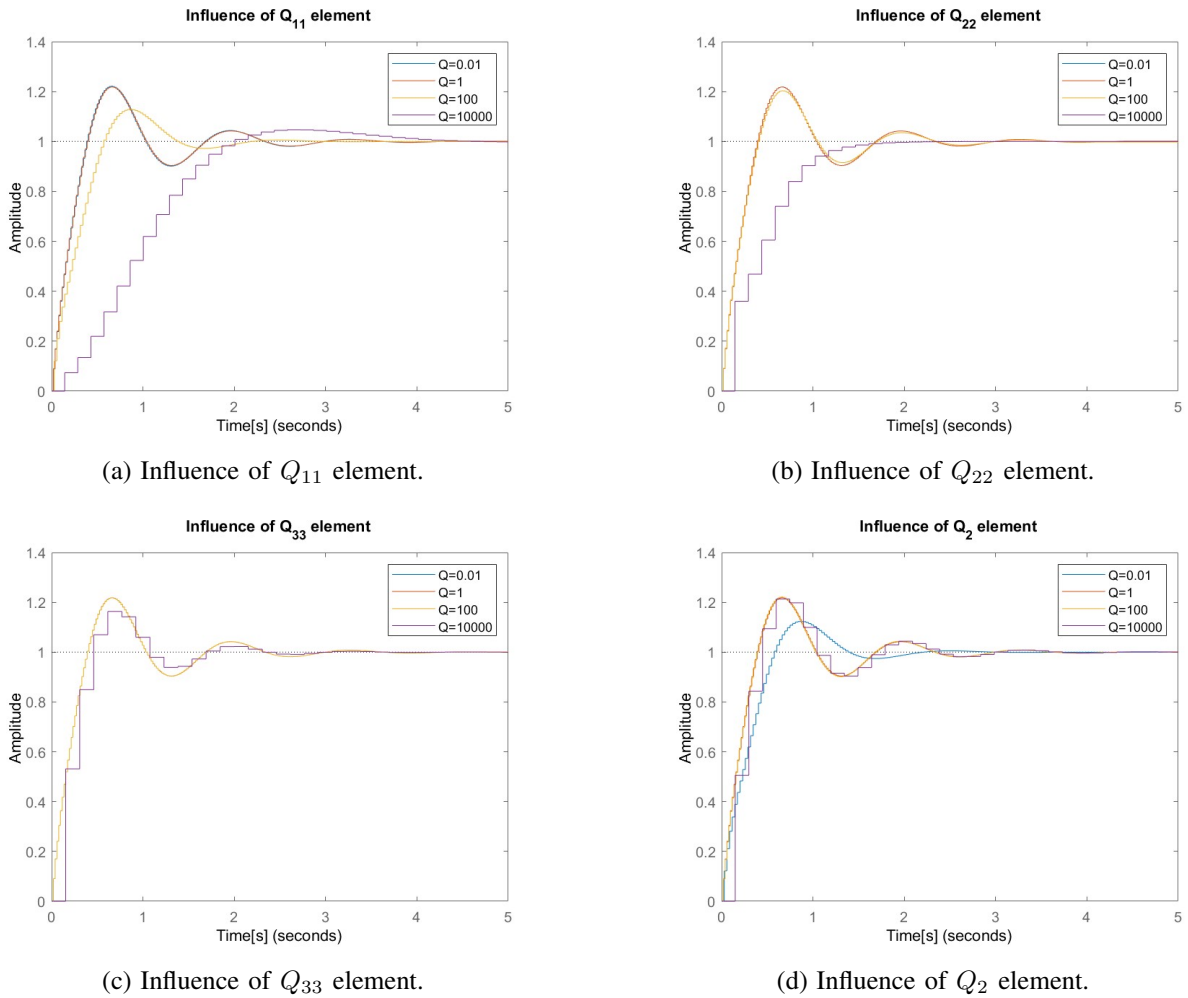 Influence of Q11 element
Amplitude
1.4
1.2
1
0.8
0.6
0.4
0.2
0
Q=0.01
Q=1
Q=100
Q=10000
0 1 2 3 4 5
Time[s] (seconds)
(a) Influence of Q11 element.
Influence of Q22 element
Amplitude
1.4
1.2
1
0.8
0.6
0.4
0.2
0
Q=0.01
Q=1
Q=100
Q=10000
0 1 2 3 4 5
Time[s] (seconds)
(b) Influence of Q22 element.
Influence of Q33 element
Amplitude
1.4
1.2
1
0.8
0.6
0.4
0.2
0
Q=0.01
Q=1
Q=100
Q=10000
0 1 2 3 4 5
Time[s] (seconds)
(c) Influence of Q33 element.
Influence of Q2 element
Amplitude
1.4
1.2
1
0.8
0.6
0.4
0.2
0
Q=0.01
Q=1
Q=100
Q=10000
0 1 2 3 4 5
Time[s] (seconds)
(d) Influence of Q2 element.